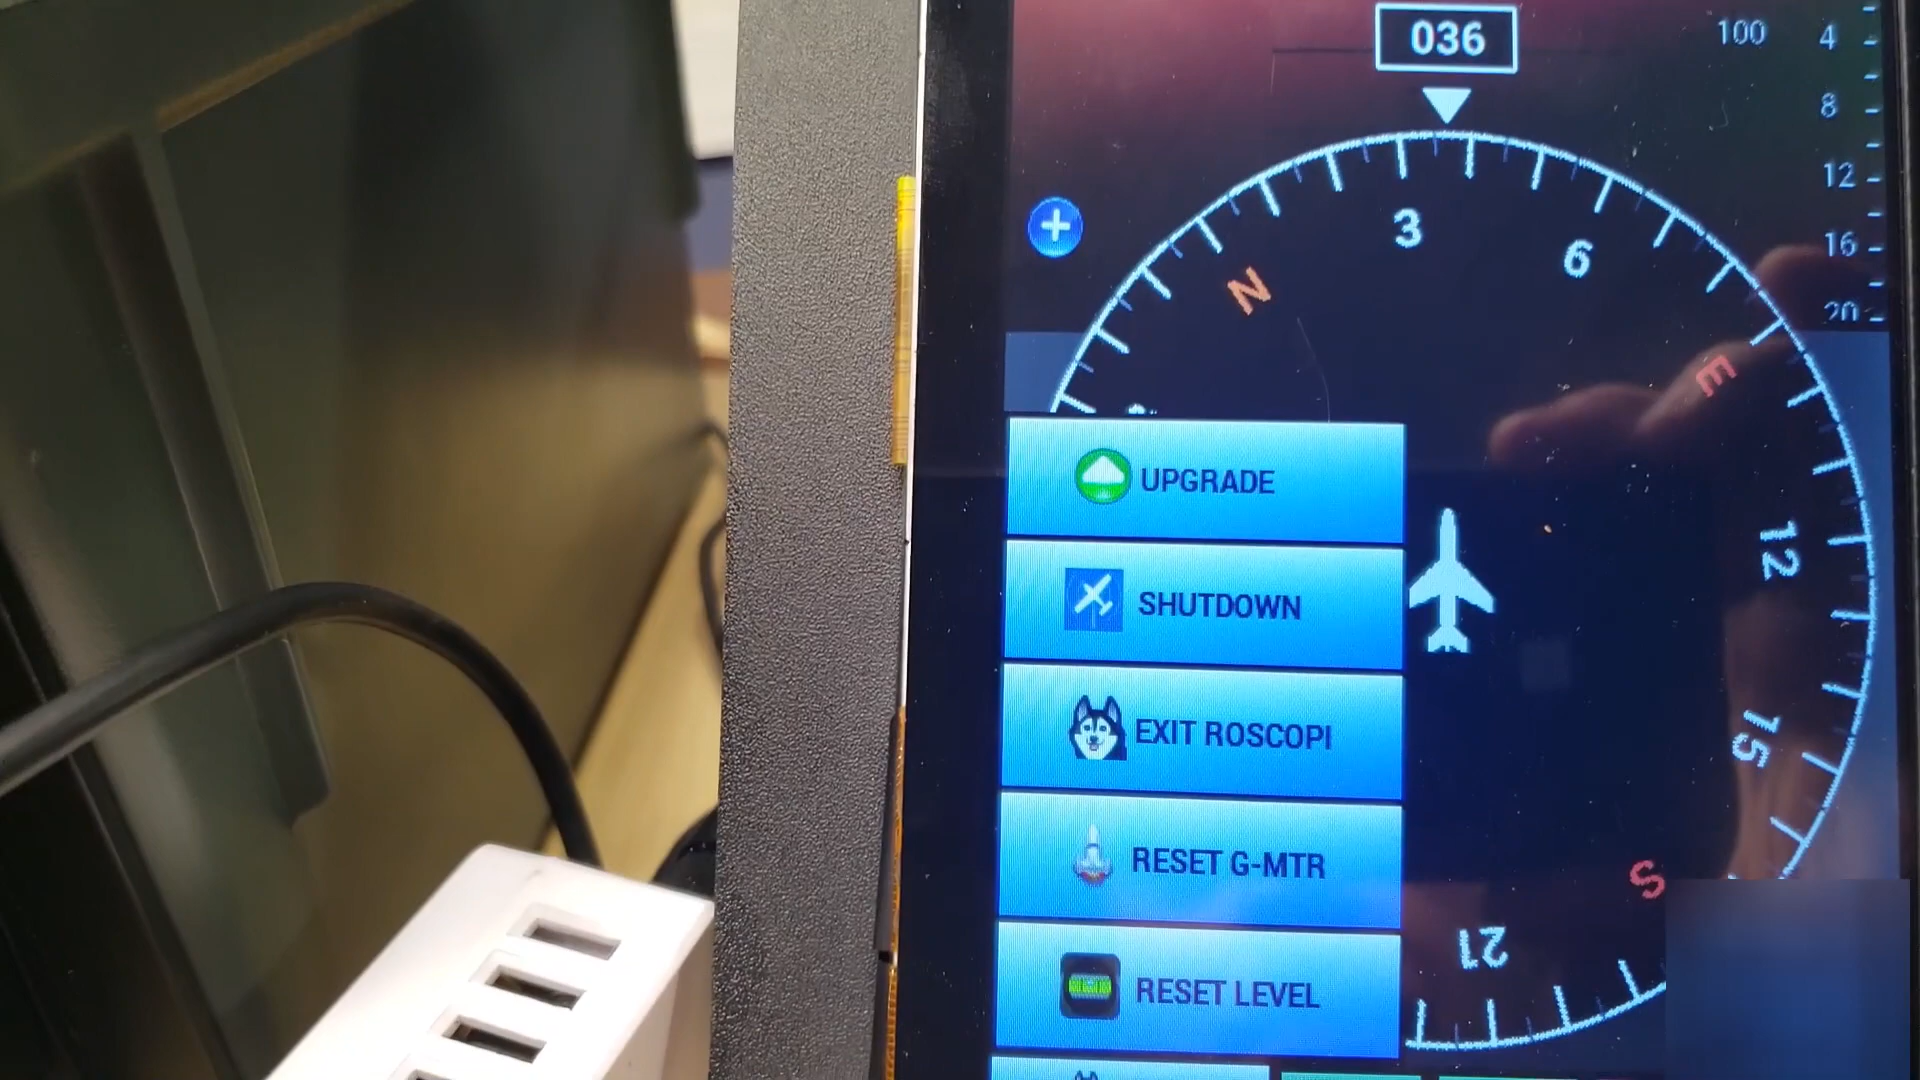 036
100
4
8
12
16
20
3
6
N
E
12
15
S
21
UPGRADE
SHUTDOWN
EXIT ROSCOPI
RESET G-MTR
RESET LEVEL